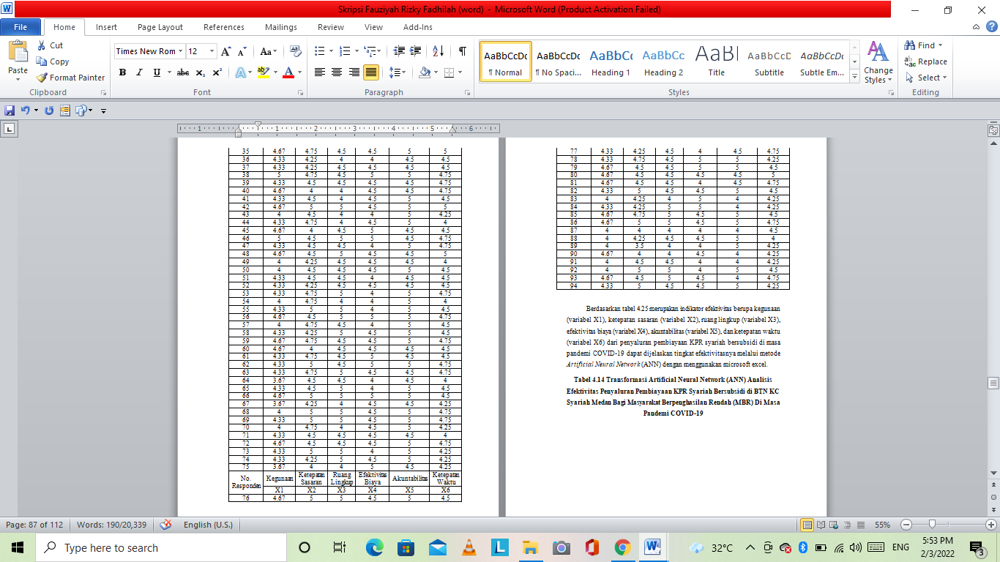 Skripsi Fauziyah Rizky Fadhilah (word) - Microsoft Word (Product Activation Failed)
File Home Insert Page Layout References Mailings Review View Add-Ins
Paste
Cut
Copy
Format Painter
Clipboard
Times New Rom 12
Font
Paragraph
AaBbCcDc AaBbCcDc AaBbCc AaBbCc AaBl AaBbCcD AaBbCcDc
¶ Normal ¶ No Spaci... Heading 1 Heading 2 Title Subtitle Subtle Em...
Styles
Change Styles
Find
Replace
Select
Editing
1 1 2 3 4 5 6
35 4.67 4.75 4.5 4.5 5 5
36 4.33 4.25 4 4 4.5 4.5
37 4.33 4.25 4.5 4.5 4.5 4.5
38 5 4.75 4.5 5 5 4.75
39 4.33 4.5 4.5 4.5 4.5 4.75
40 4.67 4 4 4.5 4.5 4.75
41 4.33 4.5 4 4.5 5 4.5
42 4.67 5 5 4.5 5 5
43 4 4.5 4 4 5 4.25
44 4.33 4.75 4 4.5 5 4
45 4.67 4 4.5 5 4.5 4.5
46 5 4.5 5 5 4.5 4.75
47 4.33 4.5 4.5 4 5 4.75
48 4.67 4.5 5 4.5 4.5 5
49 4 4.25 4.5 4.5 4.5 4
50 4 4.5 4.5 4.5 5 4.5
51 4.33 4.5 4.5 4 4.5 4.5
52 4.33 4.25 4.5 4.5 4.5 4.5
53 4.33 4.75 5 4 5 4.75
54 4 4.75 4 4 5 4
55 4.33 5 5 4 5 4.5
56 4.67 4.5 5 5 5 4.75
57 4 4.75 4.5 4 5 4.5
58 4.33 4.25 5 4.5 5 4.5
59 4.67 4.75 4.5 4.5 5 4.75
60 4.67 4 4.5 4.5 4.5 4.5
61 4.33 4.75 4.5 5 4.5 4.5
62 4.33 5 4.5 5 4.5 4.75
63 4.33 4.75 5 4.5 4.5 4.75
64 3.67 4.5 4.5 4 4.5 4
65 4.33 4.5 5 4 5 4.5
66 4.67 5 5 5 5 4.5
67 3.67 4.25 4 4.5 4.5 4.25
68 4 5 5 4.5 5 4.75
69 4.33 5 5 4.5 5 4.75
70 4 4.75 4 4.5 5 4.25
71 4.33 4.5 4.5 4.5 4.5 4
72 4.67 4.5 4.5 4.5 5 4.75
73 4.33 5 5 4 5 4.25
74 4.33 4.25 5 4.5 5 4.25
75 3.67 4 4 5 4.5 4.25
No. Responden Kegunaan Ketepatan Sasaran Ruang Lingkup Efektivitas Biaya Akuntabilitas Ketepatan Waktu
X1 X2 X3 X4 X5 X6
76 4.67 5 5 4.5 5 4.5
77 4.33 4.25 4.5 4 4.5 4.75
78 4.33 4.75 4.5 5 5 4.25
79 4.67 4.5 4.5 5 5 4.5
80 4.67 4.5 4.5 4.5 4.5 5
81 4.67 4.5 4.5 4 4.5 4.75
82 4.33 5 4.5 4.5 5 4.5
83 4 4.25 4 5 4 4.25
84 4.33 4.25 5 5 4 4.25
85 4.67 4.75 5 4.5 5 4.5
86 4.67 5 5 4.5 5 4.75
87 4 4 4 4 4 4.5
88 4 4.25 4.5 4.5 5 4
89 4 3.5 4 4 5 4.25
90 4.67 4 4 4.5 4 4.25
91 4 4.5 4.5 4 4 4.25
92 4 5 5 4 5 4.25
93 4.67 4.5 5 4.5 4 4.75
94 4.33 5 4.5 4.5 5 4.25
Berdasarkan tabel 4.25 merupakan indikator efektivitas berupa kegunaan
(variabel X1), ketepatan sasaran (variabel X2), ruang lingkup (variabel X3),
efektivitas biaya (variabel X4), akuntabilitas (variabel X5), dan ketepatan waktu
(variabel X6) dari penyaluran pembiayaan KPR syariah bersubsidi di masa
pandemi COVID-19 dapat dijelaskan tingkat efektivitasnya melalui metode
Artificial Neural Network (ANN) dengan menggunakan microsoft excel.
Tabel 4.14 Transformasi Artificial Neural Network (ANN) Analisis
Efektivitas Penyaluran Pembiayaan KPR Syariah Bersubsidi di BTN KC
Syariah Medan Bagi Masyarakat Berpenghasilan Rendah (MBR) Di Masa
Pandemi COVID-19
Page: 87 of 112 Words: 190/20,339 English (U.S.) 55%
Type here to search
32°C ENG 5:53 PM
2/3/2022
3